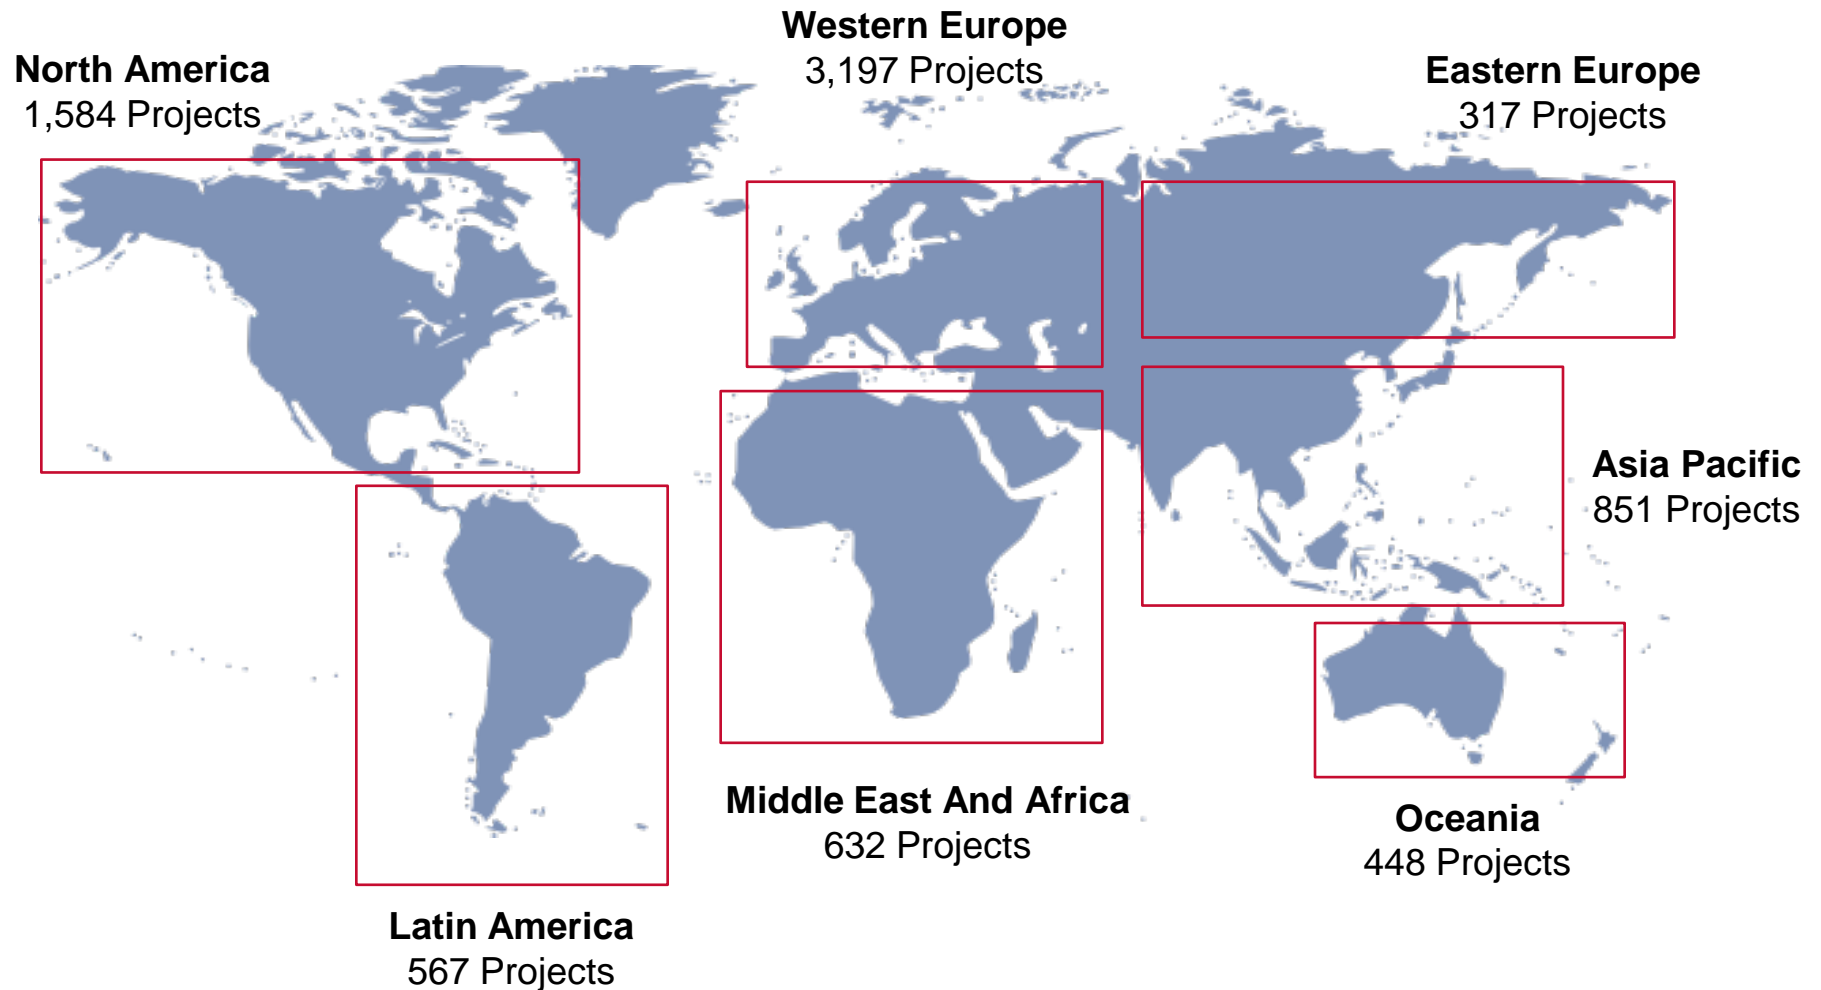 Western Europe
3,197 Projects
North America
1,584 Projects
Eastern Europe
317 Projects
Asia Pacific
851 Projects
Middle East And Africa
632 Projects
Oceania
448 Projects
Latin America
567 Projects